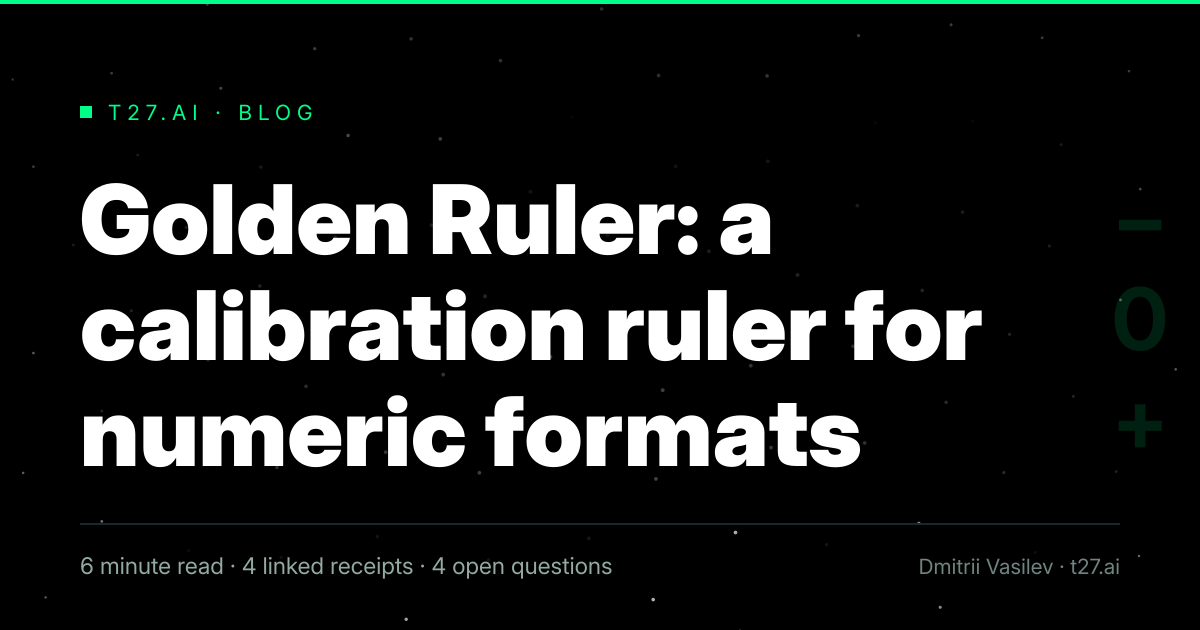 T27.AI · BLOG
Golden Ruler: a
calibration ruler for
numeric formats
−
0
+
6 minute read · 4 linked receipts · 4 open questions
Dmitrii Vasilev · t27.ai